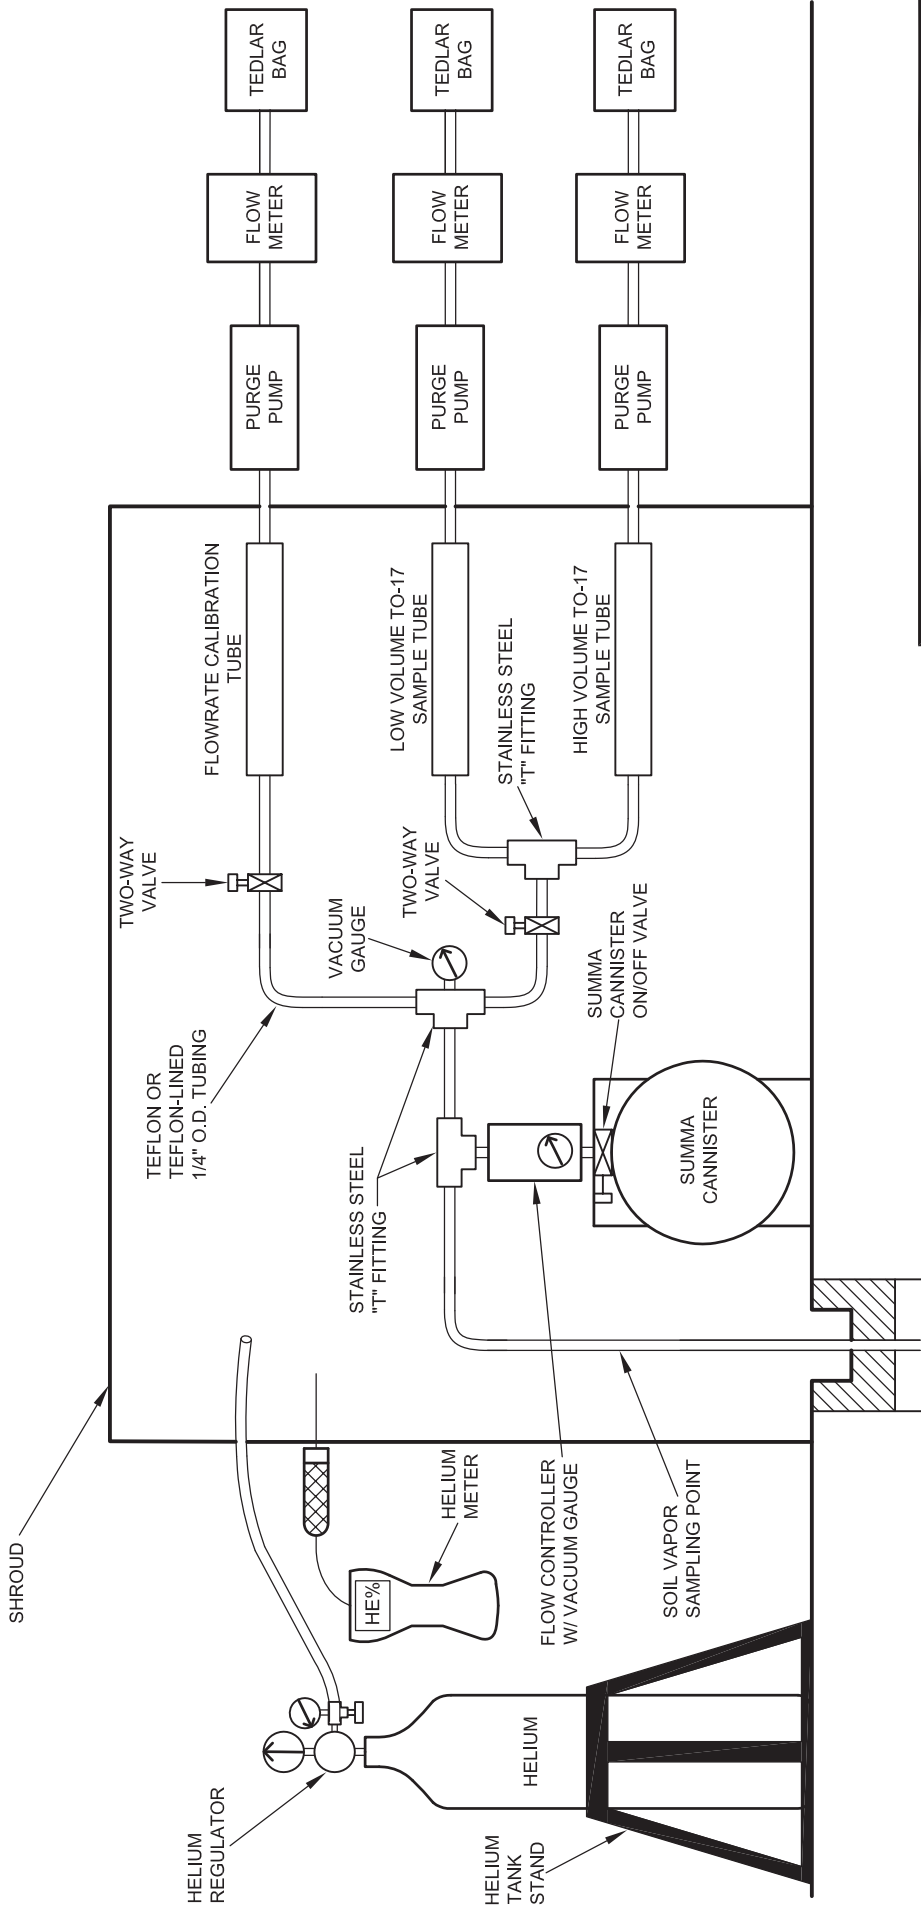 SHROUD
HELIUM
REGULATOR
HELIUM
TANK
STAND
HELIUM
HE%
HELIUM
METER
FLOW CONTROLLER
W/ VACUUM GAUGE
SOIL VAPOR
SAMPLING POINT
STAINLESS STEEL
"T" FITTING
TEFLON OR
TEFLON-LINED
1/4" O.D. TUBING
TWO-WAY
VALVE
VACUUM
GAUGE
TWO-WAY
VALVE
SUMMA
CANNISTER
ON/OFF VALVE
SUMMA
CANNISTER
STAINLESS STEEL
"T" FITTING
FLOWRATE CALIBRATION
TUBE
LOW VOLUME TO-17
SAMPLE TUBE
HIGH VOLUME TO-17
SAMPLE TUBE
PURGE
PUMP
FLOW
METER
TEDLAR
BAG
PURGE
PUMP
FLOW
METER
TEDLAR
BAG
PURGE
PUMP
FLOW
METER
TEDLAR
BAG